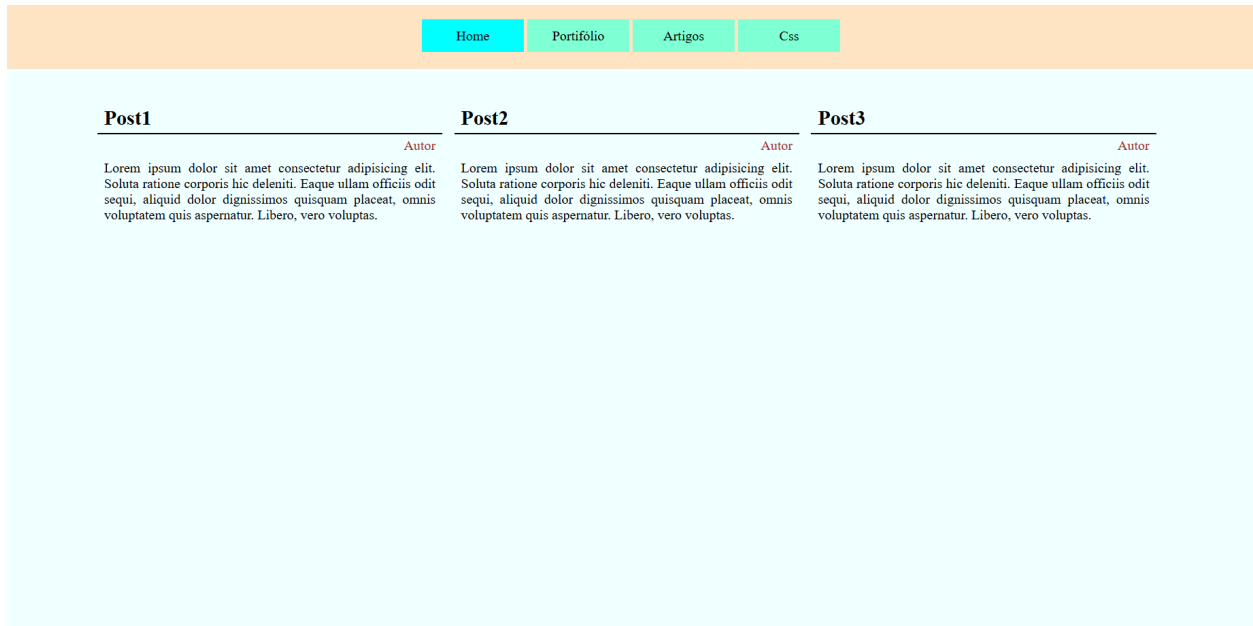 Home Portifólio Artigos Css
Post1
Autor
Lorem ipsum dolor sit amet consectetur adipisicing elit.
Soluta ratione corporis hic deleniti. Eaque ullam officiis odit
sequi, aliquid dolor dignissimos quisquam placeat, omnis
voluptatem quis aspernatur. Libero, vero voluptas.
Post2
Autor
Lorem ipsum dolor sit amet consectetur adipisicing elit.
Soluta ratione corporis hic deleniti. Eaque ullam officiis odit
sequi, aliquid dolor dignissimos quisquam placeat, omnis
voluptatem quis aspernatur. Libero, vero voluptas.
Post3
Autor
Lorem ipsum dolor sit amet consectetur adipisicing elit.
Soluta ratione corporis hic deleniti. Eaque ullam officiis odit
sequi, aliquid dolor dignissimos quisquam placeat, omnis
voluptatem quis aspernatur. Libero, vero voluptas.